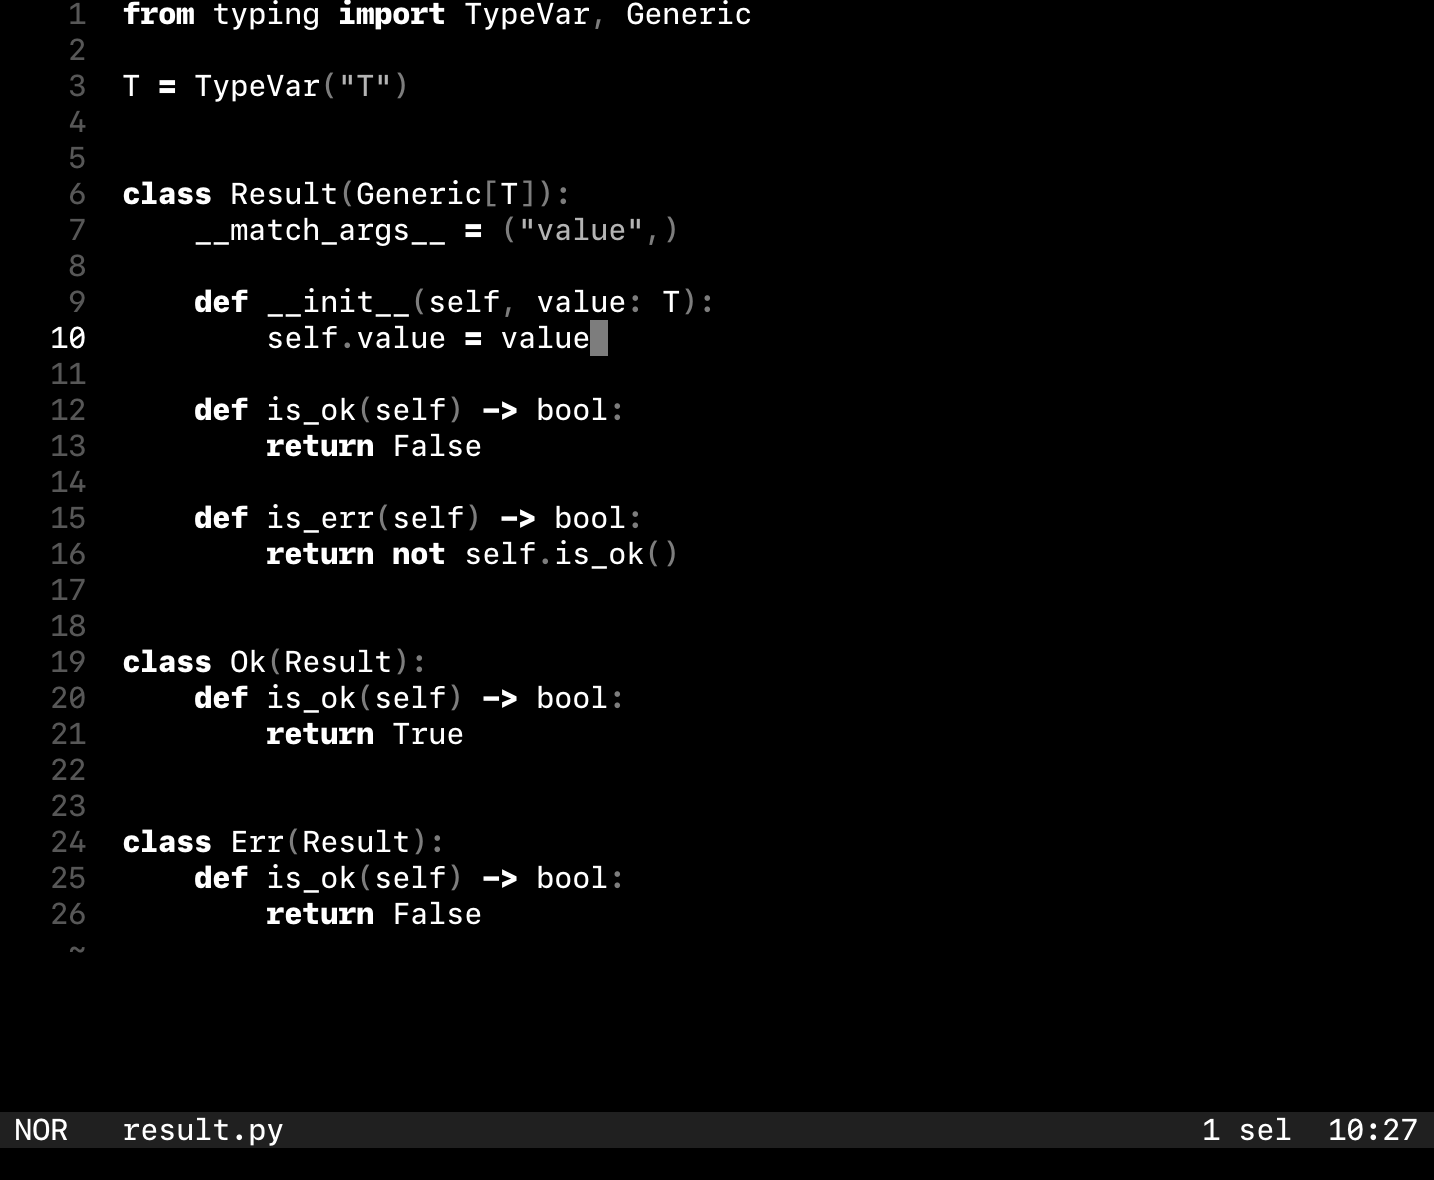 1 from typing import TypeVar, Generic
2
3 T = TypeVar("T")
4
5
6 class Result(Generic[T]):
7     __match_args__ = ("value",)
8
9     def __init__(self, value: T):
10         self.value = value
11
12     def is_ok(self) -> bool:
13         return False
14
15     def is_err(self) -> bool:
16         return not self.is_ok()
17
18
19 class Ok(Result):
20     def is_ok(self) -> bool:
21         return True
22
23
24 class Err(Result):
25     def is_ok(self) -> bool:
26         return False
~
NOR   result.py   1 sel   10:27